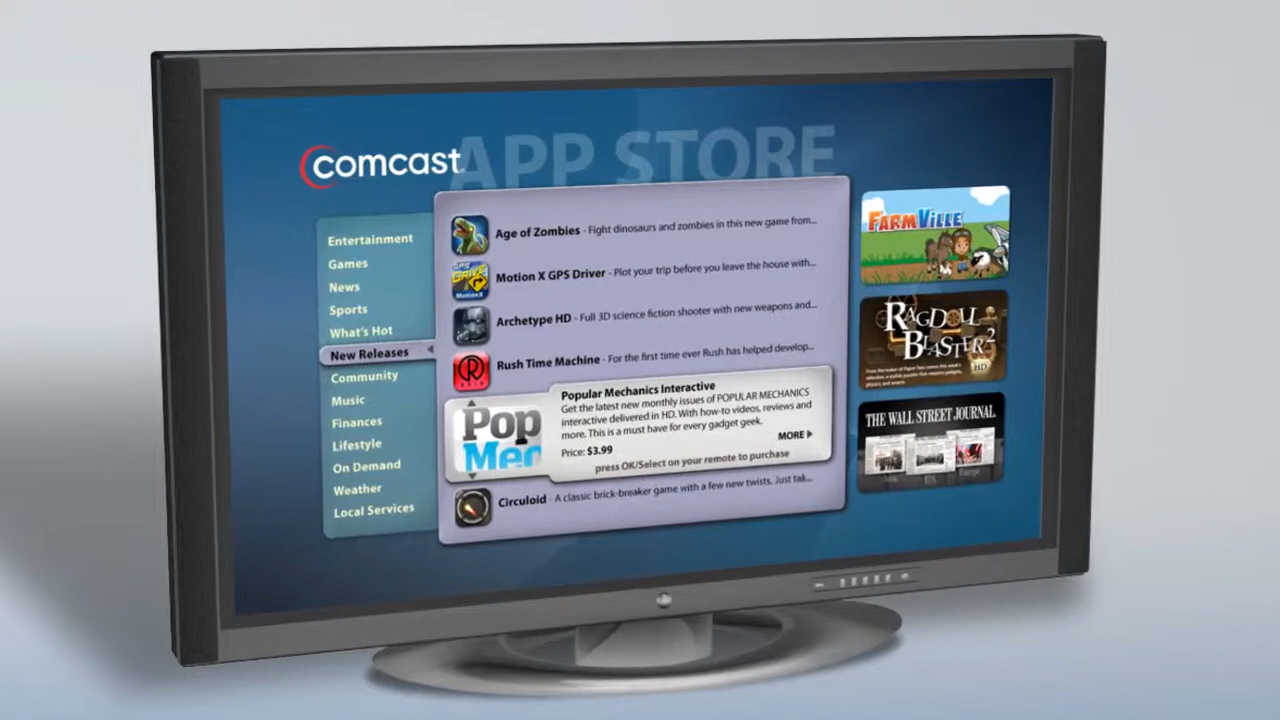 APP STORE
comcast
Entertainment
Games
News
Sports
What's Hot
New Releases
Community
Music
Finances
Lifestyle
On Demand
Weather
Local Services
Age of Zombies - Fight dinosaurs and zombies in this new game from...
GPS
DRIVE
MotionX
Motion X GPS Driver - Plot your trip before you leave the house with...
Archetype HD - Full 3D science fiction shooter with new weapons and...
R
Rush Time Machine - For the first time ever Rush has helped develop...
Pop
Mec
Popular Mechanics Interactive
Get the latest new monthly issues of POPULAR MECHANICS
interactive delivered in HD. With how-to videos, reviews and
more. This is a must have for every gadget geek.
Price: $3.99
MORE
press OK/Select on your remote to purchase
Circuloid - A classic brick-breaker game with a few new twists. Just tak...
FARMVILLE
RAGDOLL
BLASTER 2
HD
THE WALL STREET JOURNAL.
Asia
U.S.
Europe